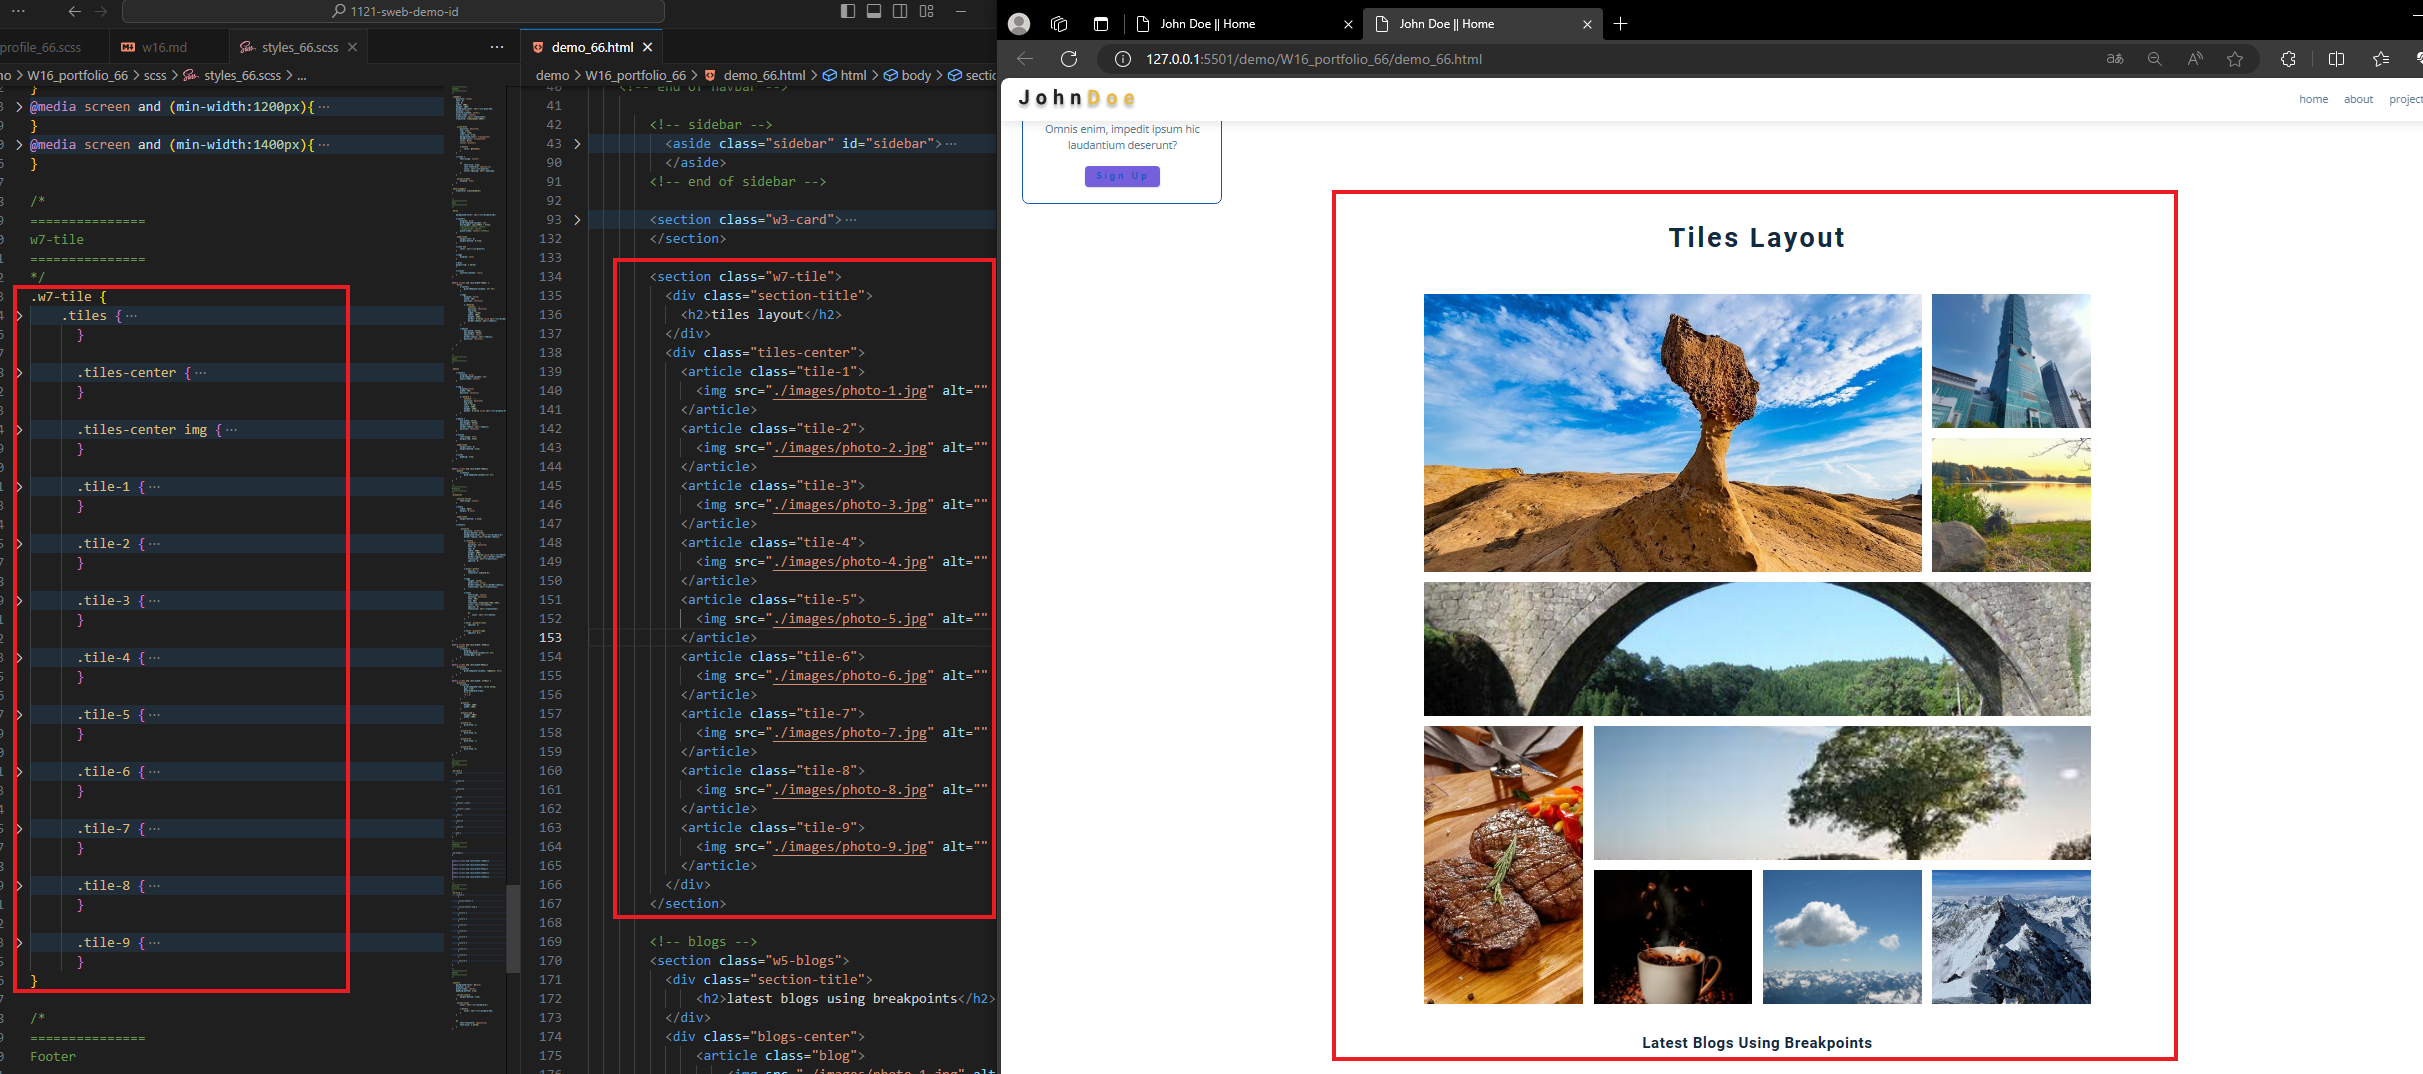 1121-sweb-demo-id
profile_66.scss
w16.md
styles_66.scss
W16_portfolio_66 > scss > styles_66.scss > ...
@media screen and (min-width:1200px){···
}
@media screen and (min-width:1400px){···
}
/*
===============
w7-tile
===============
*/
.w7-tile {
.tiles {···
}
.tiles-center {···
}
.tiles-center img {···
}
.tile-1 {···
}
.tile-2 {···
}
.tile-3 {···
}
.tile-4 {···
}
.tile-5 {···
}
.tile-6 {···
}
.tile-7 {···
}
.tile-8 {···
}
.tile-9 {···
}
}
/*
===============
Footer
demo_66.html
demo > W16_portfolio_66 > demo_66.html > html > body >
40 <!-- end of navbar -->
41
42 <!-- sidebar -->
43 <aside class="sidebar" id="sidebar">···
90 </aside>
91 <!-- end of sidebar -->
92
93 <section class="w3-card">···
132 </section>
133
134 <section class="w7-tile">
135 <div class="section-title">
136 <h2>tiles layout</h2>
137 </div>
138 <div class="tiles-center">
139 <article class="tile-1">
140 <img src="./images/photo-1.jpg" alt=""
141 </article>
142 <article class="tile-2">
143 <img src="./images/photo-2.jpg" alt=""
144 </article>
145 <article class="tile-3">
146 <img src="./images/photo-3.jpg" alt=""
147 </article>
148 <article class="tile-4">
149 <img src="./images/photo-4.jpg" alt=""
150 </article>
151 <article class="tile-5">
152 <img src="./images/photo-5.jpg" alt=""
153 </article>
154 <article class="tile-6">
155 <img src="./images/photo-6.jpg" alt=""
156 </article>
157 <article class="tile-7">
158 <img src="./images/photo-7.jpg" alt=""
159 </article>
160 <article class="tile-8">
161 <img src="./images/photo-8.jpg" alt=""
162 </article>
163 <article class="tile-9">
164 <img src="./images/photo-9.jpg" alt=""
165 </article>
166 </div>
167 </section>
168
169 <!-- blogs -->
170 <section class="w5-blogs">
171 <div class="section-title">
172 <h2>latest blogs using breakpoints</h2>
173 </div>
174 <div class="blogs-center">
175 <article class="blog">
176 <img src="./images/photo-1.jpg" alt
John Doe || Home
John Doe || Home
127.0.0.1:5501/demo/W16_portfolio_66/demo_66.html
JohnDoe
home about
Omnis enim, impedit ipsum hic
laudantium deserunt?
Sign Up
Tiles Layout
Latest Blogs Using Breakpoints